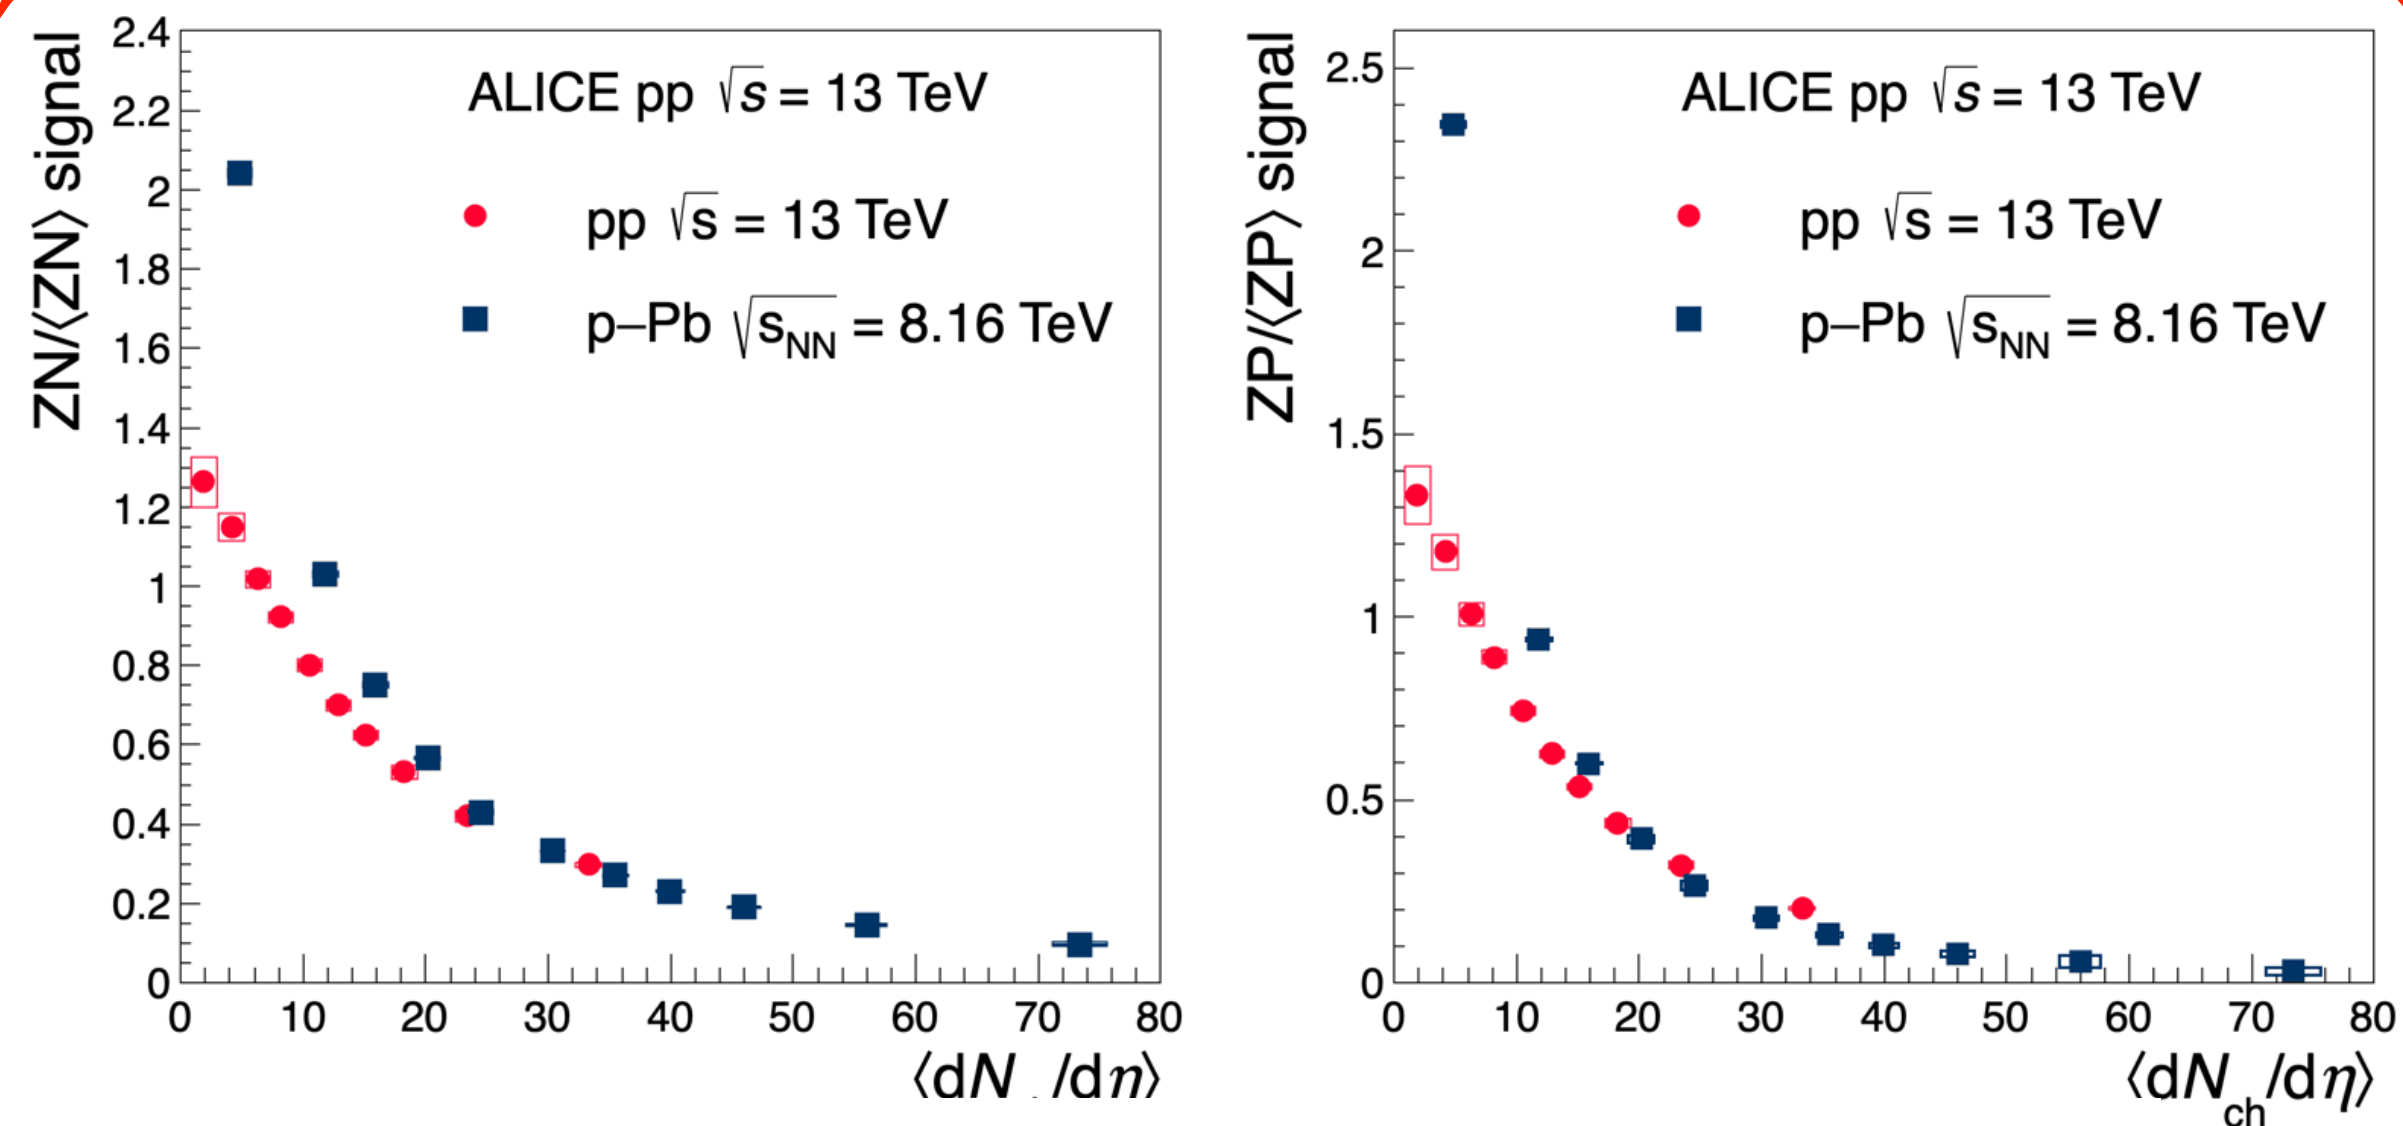 ZN/⟨ZN⟩ signal
2.4
2.2
2
1.8
1.6
1.4
1.2
1
0.8
0.6
0.4
0.2
0
ALICE pp √s = 13 TeV
pp √s = 13 TeV
p–Pb √sNN = 8.16 TeV
0 10 20 30 40 50 60 70 80
⟨dN /dη⟩
ZP/⟨ZP⟩ signal
2.5
2
1.5
1
0.5
0
ALICE pp √s = 13 TeV
pp √s = 13 TeV
p–Pb √sNN = 8.16 TeV
0 10 20 30 40 50 60 70 80
⟨dNch/dη⟩